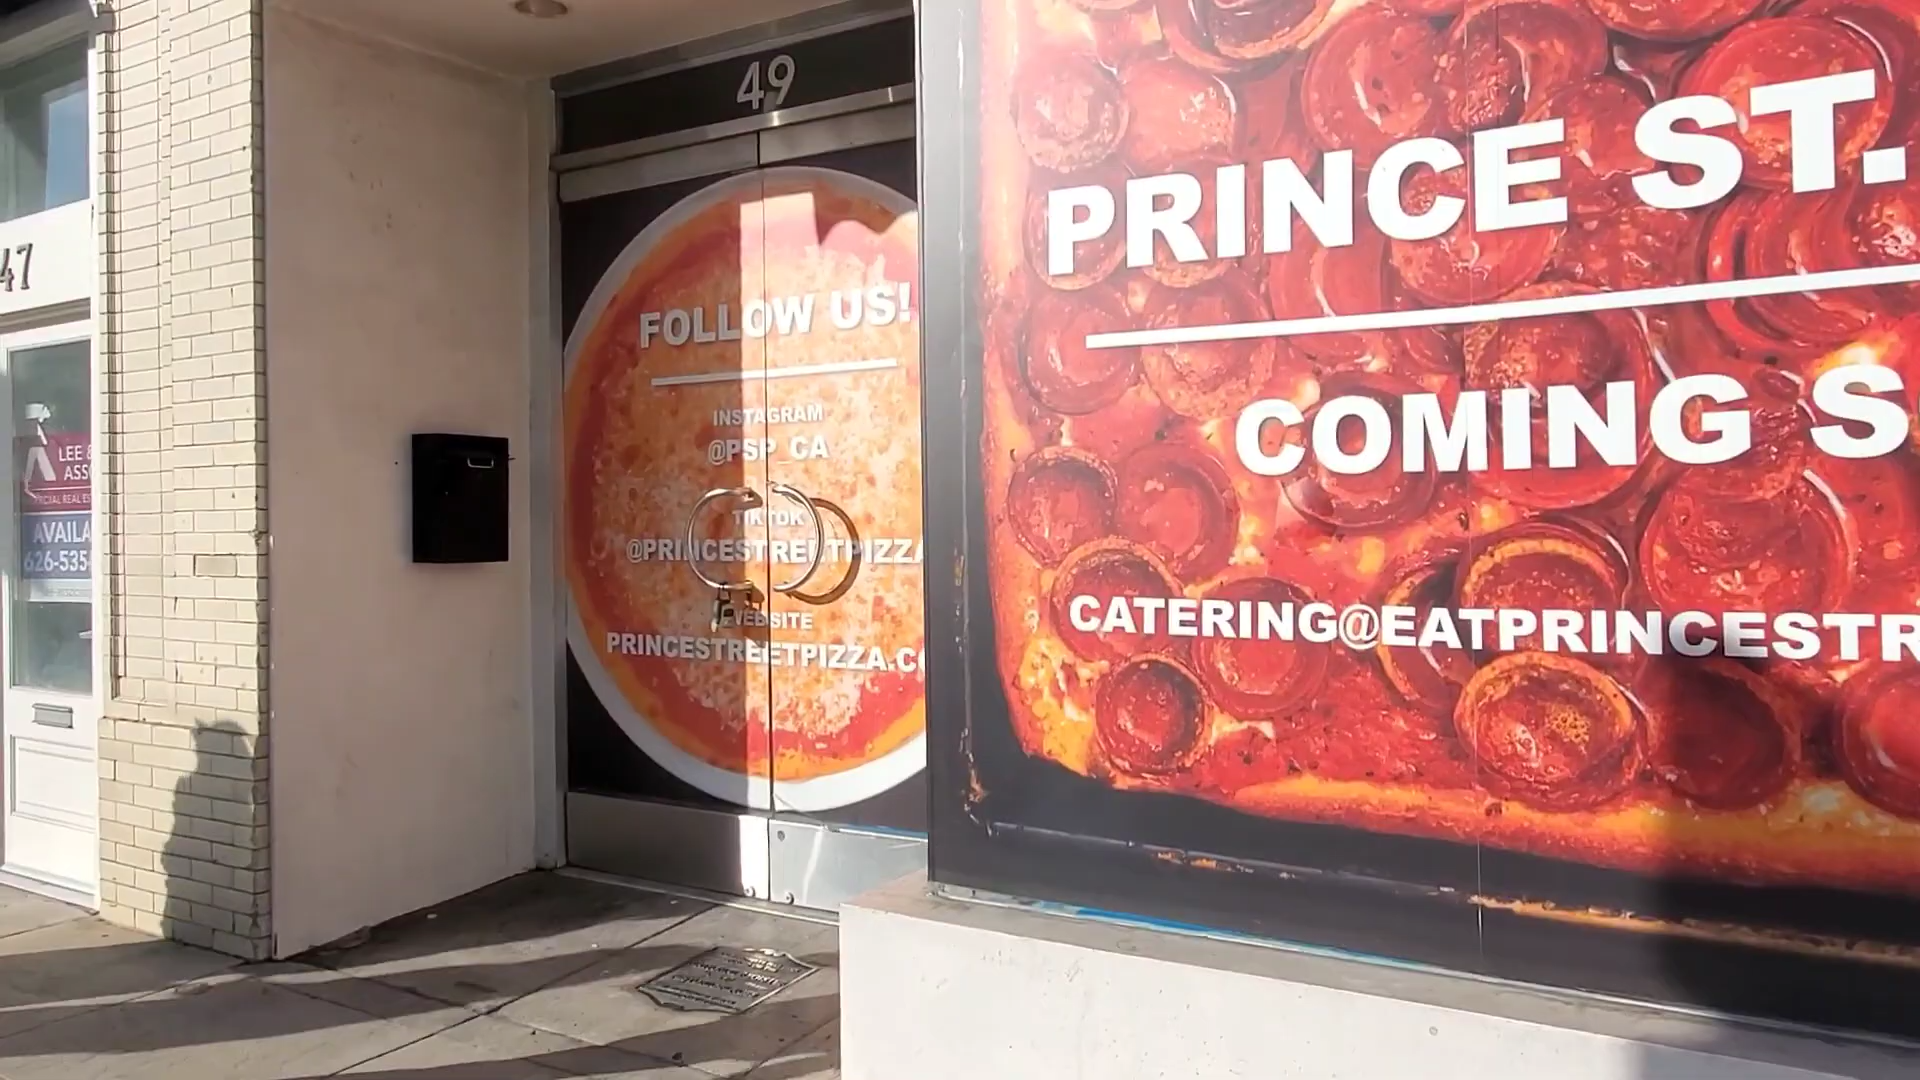 49
47
FOLLOW US!
INSTAGRAM
@PSP_CA
TIKTOK
@PRINCESTREETPIZZA
WEBSITE
PRINCESTREETPIZZA.CO
PRINCE ST.
COMING S
CATERING@EATPRINCESTR
LEE &
ASSO
AVAILA
626-535